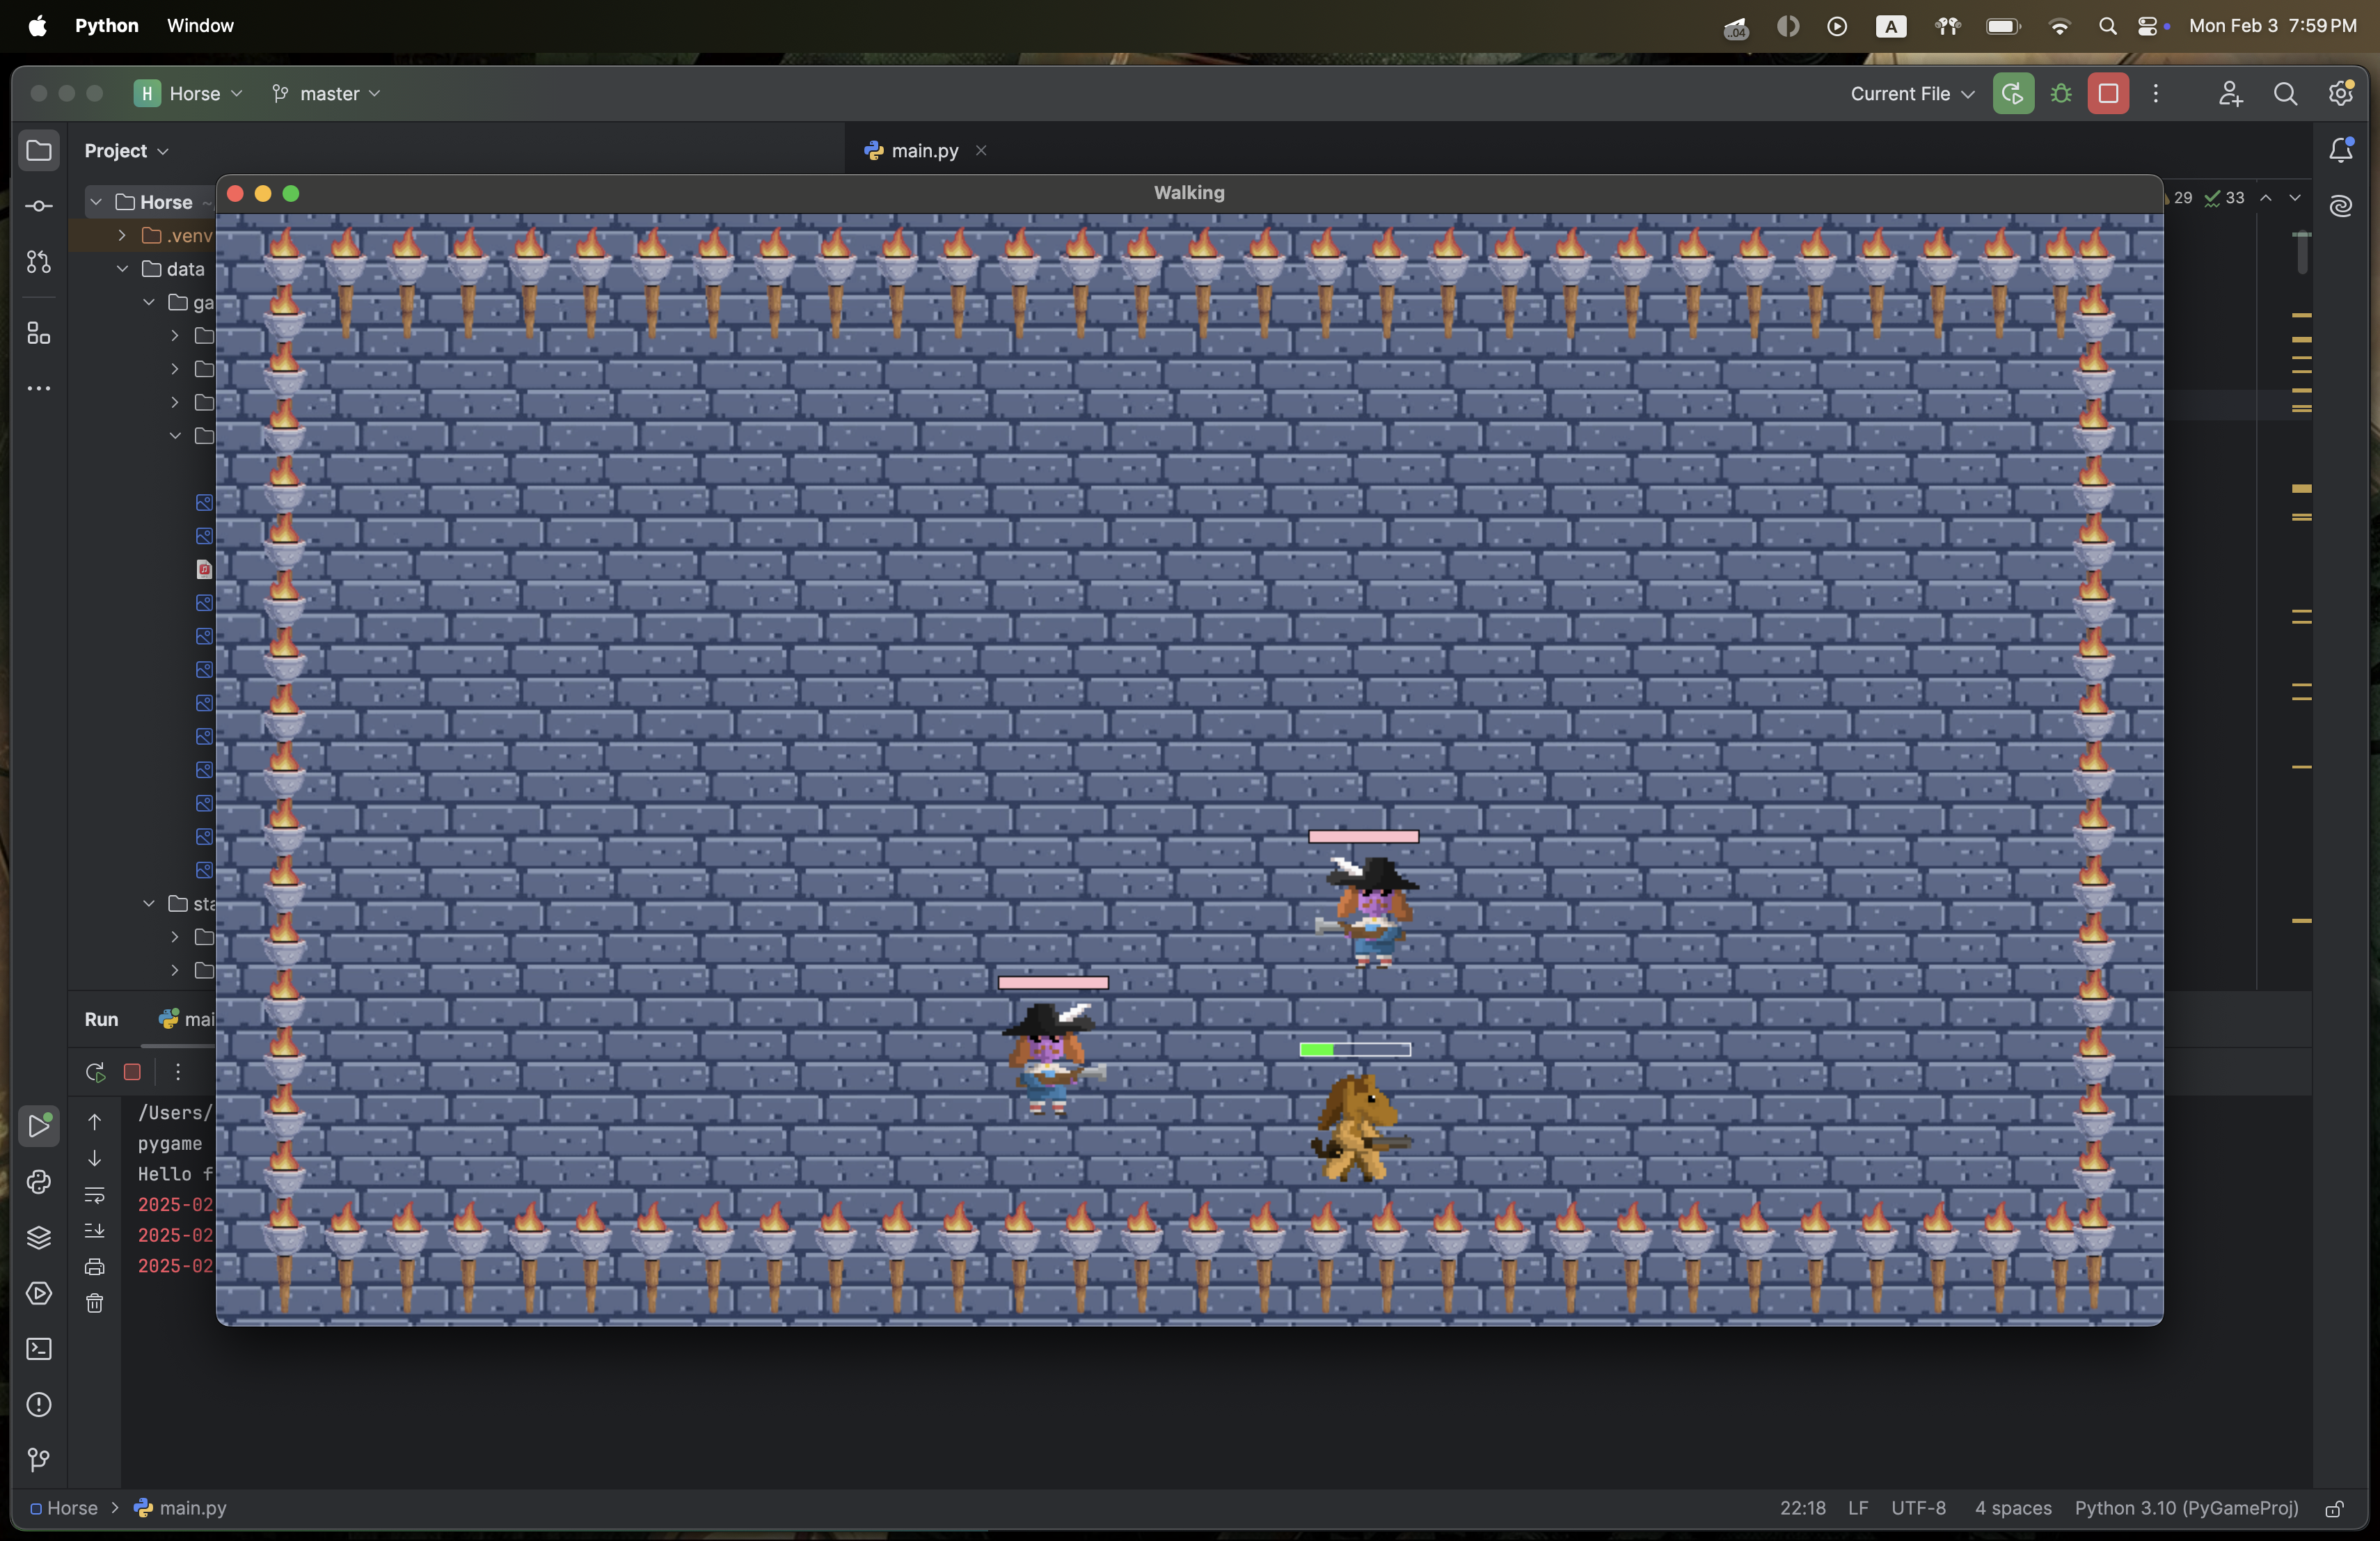 Python Window
.04 A Mon Feb 3 7:59 PM
H Horse master Current File
Project main.py
Walking
Horse ~ 29 33
.venv
data
ga
sta
Run mai
/Users/
pygame
Hello f
2025-02
2025-02
2025-02
Horse > main.py 22:18 LF UTF-8 4 spaces Python 3.10 (PyGameProj)